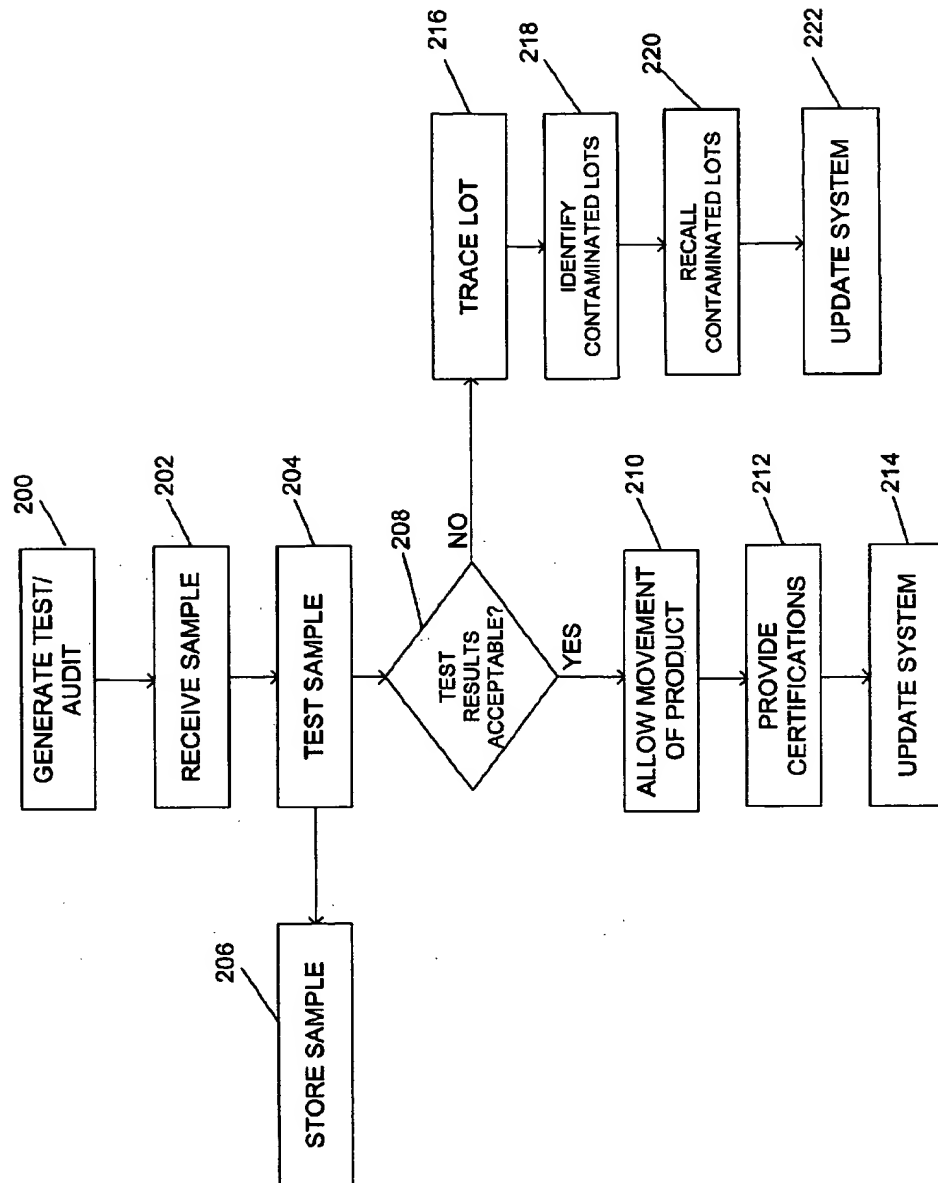 200
GENERATE TEST/
AUDIT
202
RECEIVE SAMPLE
204
TEST SAMPLE
206
STORE SAMPLE
208
TEST
RESULTS
ACCEPTABLE?
NO
YES
210
ALLOW MOVEMENT
OF PRODUCT
212
PROVIDE
CERTIFICATIONS
214
UPDATE SYSTEM
216
TRACE LOT
218
IDENTIFY
CONTAMINATED LOTS
220
RECALL
CONTAMINATED LOTS
222
UPDATE SYSTEM